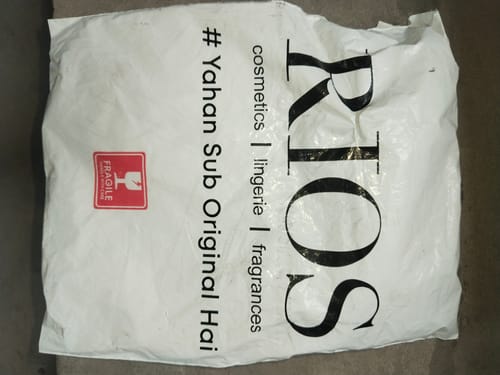 RIOS
cosmetics | lingerie | fragrances
# Yahan Sub Original Hai
FRAGILE